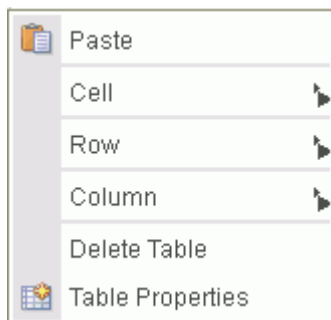 Paste
Cell
Row
Column
Delete Table
Table Properties